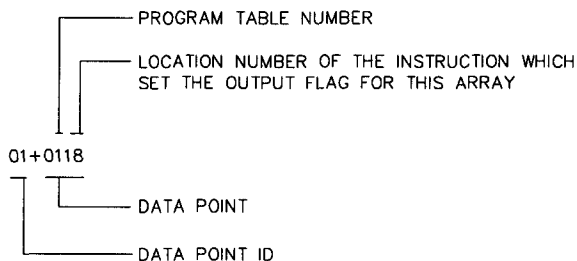 PROGRAM TABLE NUMBER
LOCATION NUMBER OF THE INSTRUCTION WHICH
SET THE OUTPUT FLAG FOR THIS ARRAY
01+0118
DATA POINT
DATA POINT ID